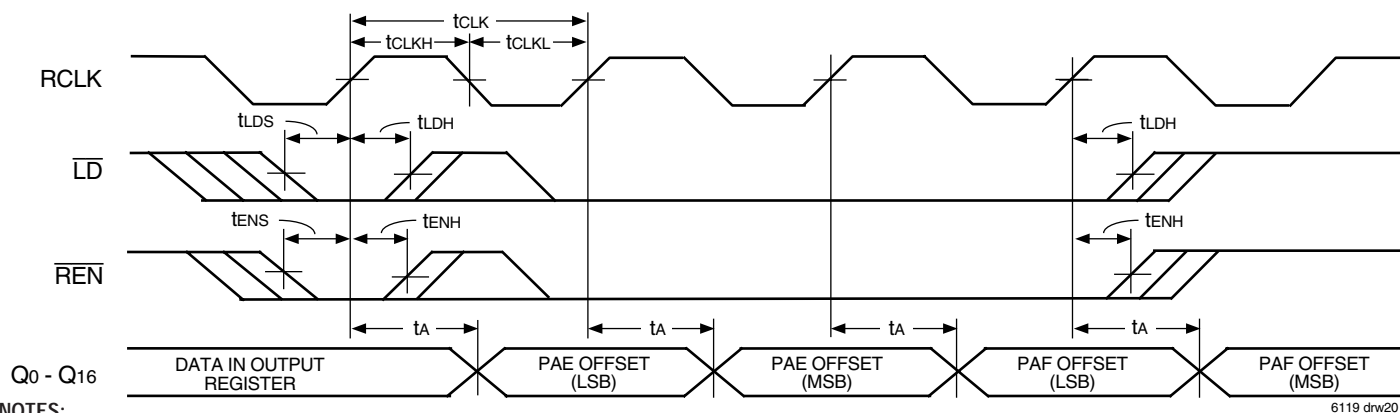 tCLK
tCLKH tCLKL
RCLK
tLDS tLDH tLDH
LD
tENS tENH tENH
REN
tA tA tA tA
Q0 - Q16
DATA IN OUTPUT
REGISTER
PAE OFFSET
(LSB)
PAE OFFSET
(MSB)
PAF OFFSET
(LSB)
PAF OFFSET
(MSB)
NOTES:
6119 drw20